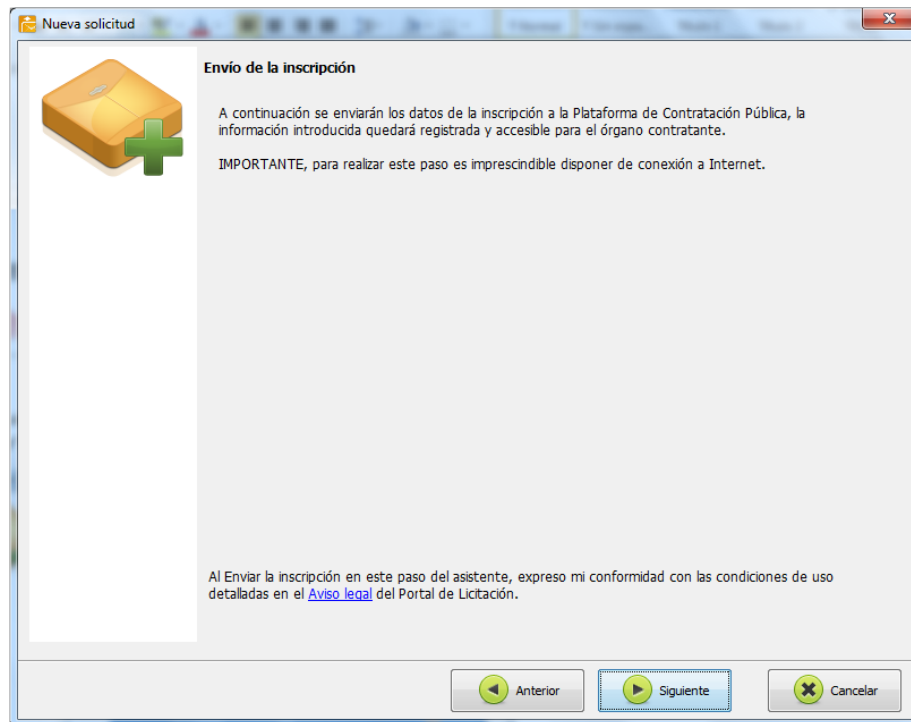 Nueva solicitud
Envío de la inscripción
A continuación se enviarán los datos de la inscripción a la Plataforma de Contratación Pública, la
información introducida quedará registrada y accesible para el órgano contratante.
IMPORTANTE, para realizar este paso es imprescindible disponer de conexión a Internet.
Al Enviar la inscripción en este paso del asistente, expreso mi conformidad con las condiciones de uso
detalladas en el Aviso legal del Portal de Licitación.
Anterior
Siguiente
Cancelar